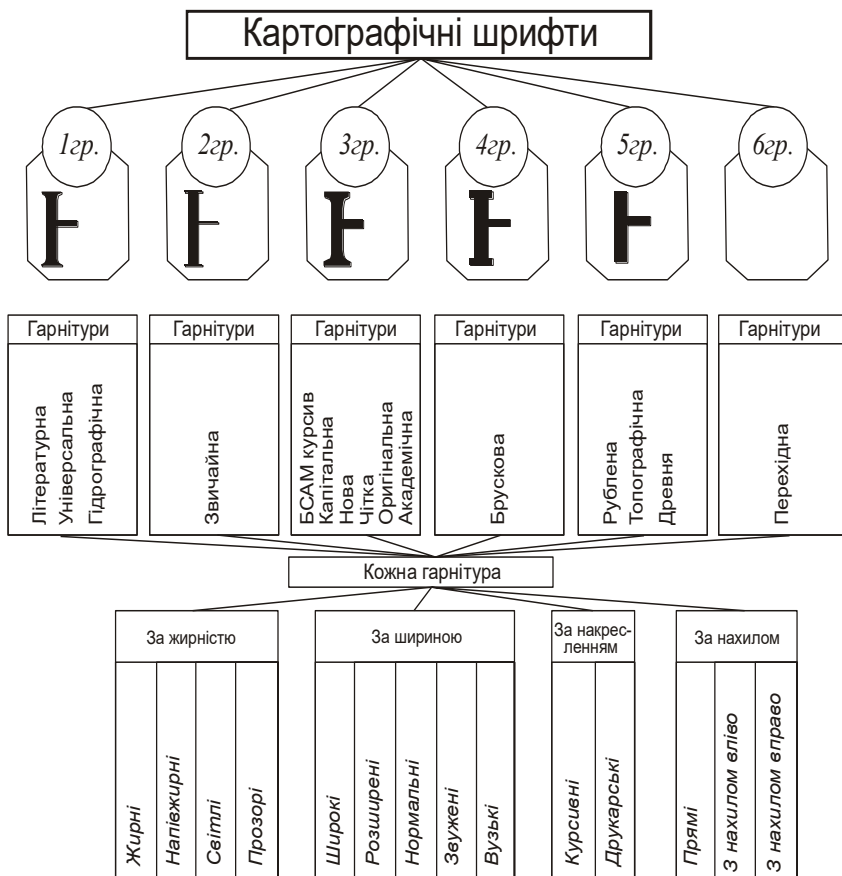 Картографічні шрифти
1гр.
2гр.
3гр.
4гр.
5гр.
6гр.
Гарнітури
Гарнітури
Гарнітури
Гарнітури
Гарнітури
Гарнітури
Літературна
Універсальна
Гідрографічна
Звичайна
БСАМ курсив
Капітальна
Нова
Чітка
Оригінальна
Академічна
Брускова
Рублена
Топографічна
Древня
Перехідна
Кожна гарнітура
За жирністю
За шириною
За накрес-
ленням
За нахилом
Жирні
Напівжирні
Світлі
Прозорі
Широкі
Розширені
Нормальні
Звужені
Вузькі
Курсивні
Друкарські
Прямі
З нахилом вліво
З нахилом вправо